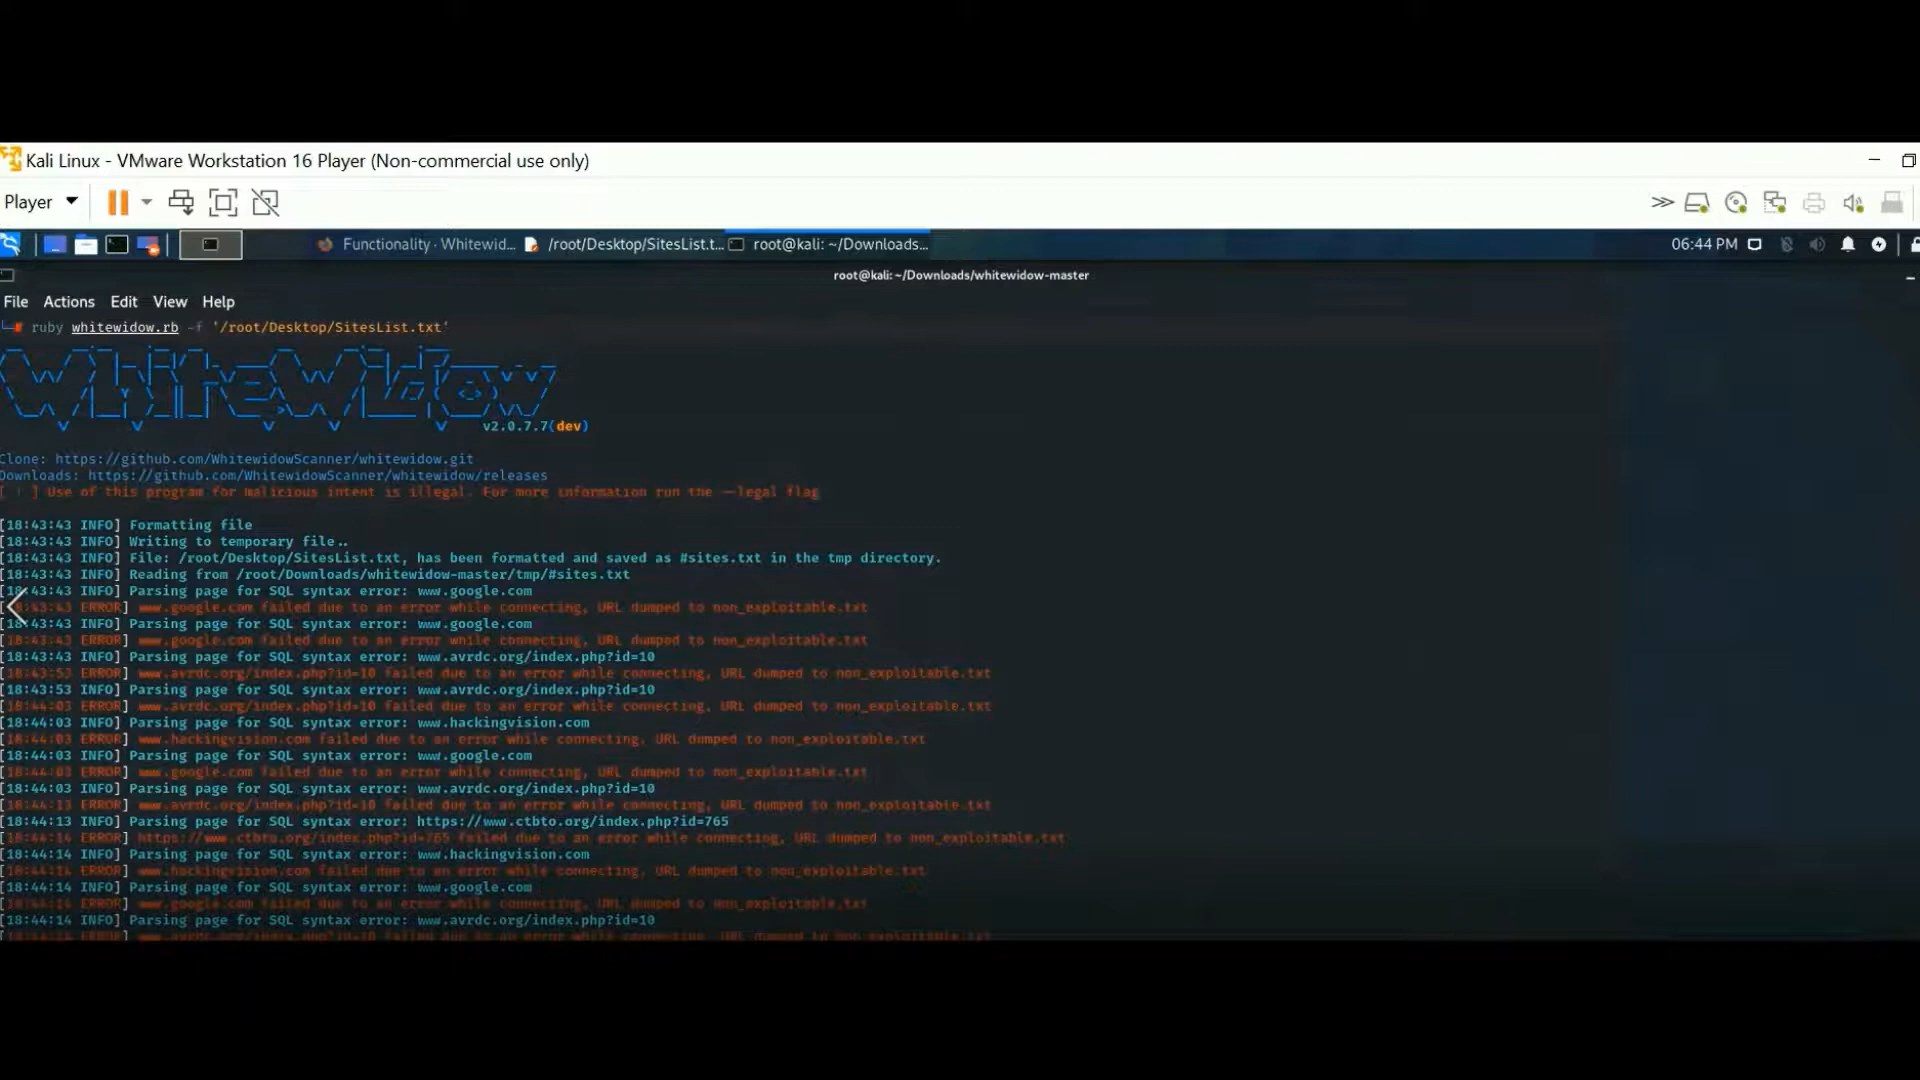 Kali Linux - VMware Workstation 16 Player (Non-commercial use only)
Player
Functionality · Whitewid... /root/Desktop/SitesList.t... root@kali: ~/Downloads... 06:44 PM
root@kali: ~/Downloads/whitewidow-master
File Actions Edit View Help
ruby whitewidow.rb -f '/root/Desktop/SitesList.txt'
WhiteWidow
v2.0.7.7(dev)
Clone: https://github.com/WhitewidowScanner/whitewidow.git
Downloads: https://github.com/WhitewidowScanner/whitewidow/releases
[ ! ] Use of this program for malicious intent is illegal. For more information run the --legal flag
[18:43:43 INFO] Formatting file
[18:43:43 INFO] Writing to temporary file..
[18:43:43 INFO] File: /root/Desktop/SitesList.txt, has been formatted and saved as #sites.txt in the tmp directory.
[18:43:43 INFO] Reading from /root/Downloads/whitewidow-master/tmp/#sites.txt
[18:43:43 INFO] Parsing page for SQL syntax error: www.google.com
[18:43:43 ERROR] www.google.com failed due to an error while connecting, URL dumped to non_exploitable.txt
[18:43:43 INFO] Parsing page for SQL syntax error: www.google.com
[18:43:43 ERROR] www.google.com failed due to an error while connecting, URL dumped to non_exploitable.txt
[18:43:43 INFO] Parsing page for SQL syntax error: www.avrdc.org/index.php?id=10
[18:43:53 ERROR] www.avrdc.org/index.php?id=10 failed due to an error while connecting, URL dumped to non_exploitable.txt
[18:43:53 INFO] Parsing page for SQL syntax error: www.avrdc.org/index.php?id=10
[18:44:03 ERROR] www.avrdc.org/index.php?id=10 failed due to an error while connecting, URL dumped to non_exploitable.txt
[18:44:03 INFO] Parsing page for SQL syntax error: www.hackingvision.com
[18:44:03 ERROR] www.hackingvision.com failed due to an error while connecting, URL dumped to non_exploitable.txt
[18:44:03 INFO] Parsing page for SQL syntax error: www.google.com
[18:44:03 ERROR] www.google.com failed due to an error while connecting, URL dumped to non_exploitable.txt
[18:44:03 INFO] Parsing page for SQL syntax error: www.avrdc.org/index.php?id=10
[18:44:13 ERROR] www.avrdc.org/index.php?id=10 failed due to an error while connecting, URL dumped to non_exploitable.txt
[18:44:13 INFO] Parsing page for SQL syntax error: https://www.ctbto.org/index.php?id=765
[18:44:14 ERROR] https://www.ctbto.org/index.php?id=765 failed due to an error while connecting, URL dumped to non_exploitable.txt
[18:44:14 INFO] Parsing page for SQL syntax error: www.hackingvision.com
[18:44:14 ERROR] www.hackingvision.com failed due to an error while connecting, URL dumped to non_exploitable.txt
[18:44:14 INFO] Parsing page for SQL syntax error: www.google.com
[18:44:14 ERROR] www.google.com failed due to an error while connecting, URL dumped to non_exploitable.txt
[18:44:14 INFO] Parsing page for SQL syntax error: www.avrdc.org/index.php?id=10
www.avrdc.org/index.php?id=10 failed due to an error while connecting, URL dumped to non_exploitable.txt